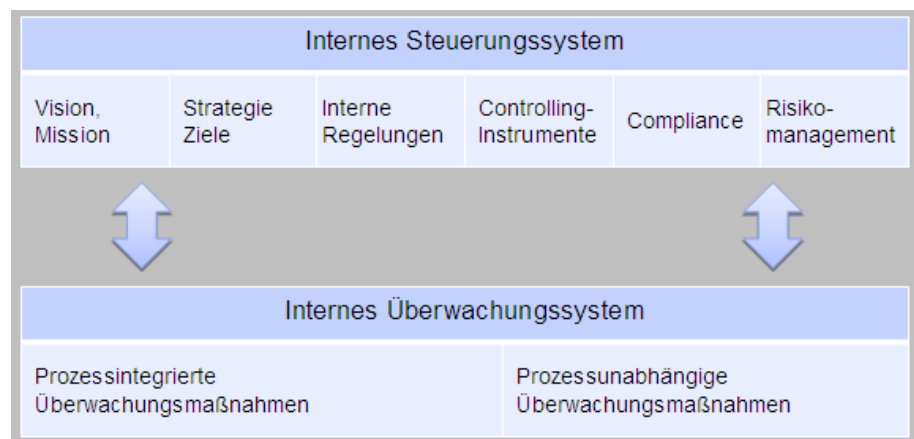 Internes Steuerungssystem
Vision,
Mission
Strategie
Ziele
Interne
Regelungen
Controlling-
Instrumente
Compliance
Risiko-
management
Internes Überwachungssystem
Prozessintegrierte
Überwachungsmaßnahmen
Prozessunabhängige
Überwachungsmaßnahmen